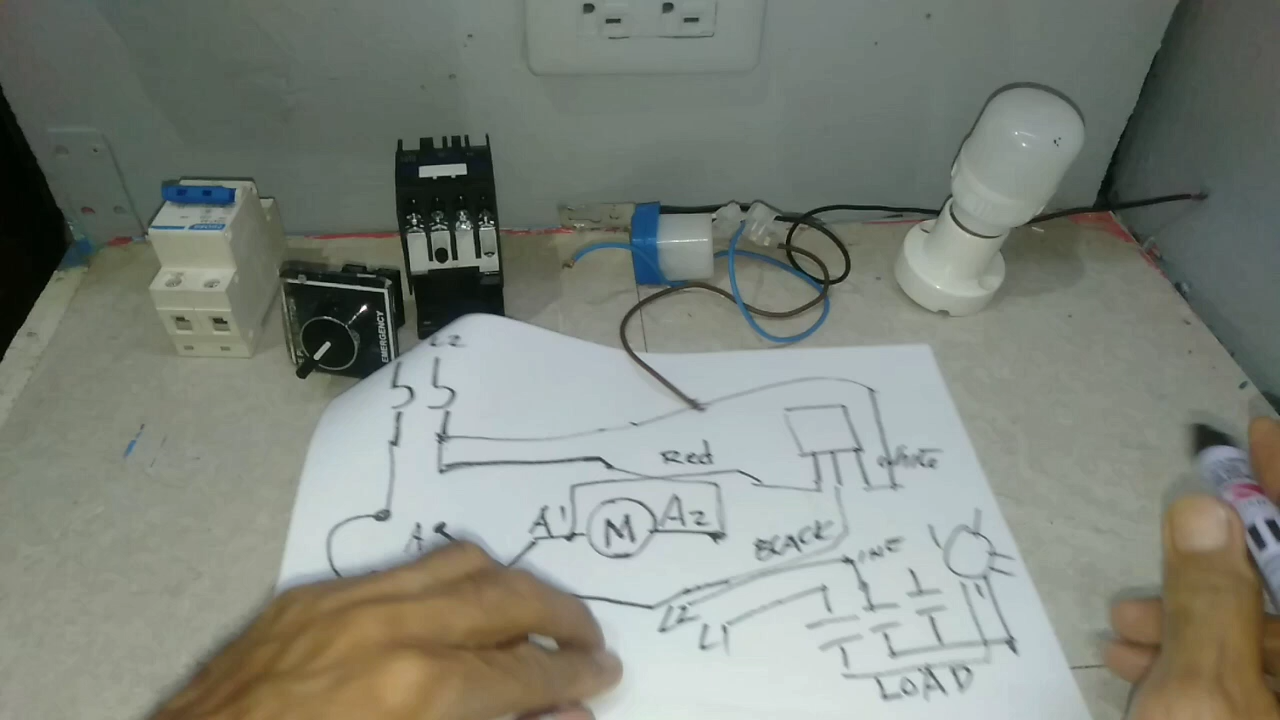 EMERGENCY
L2
Red
white
A1 M A2
A
BLACK
LINE
L2
L1
LOAD